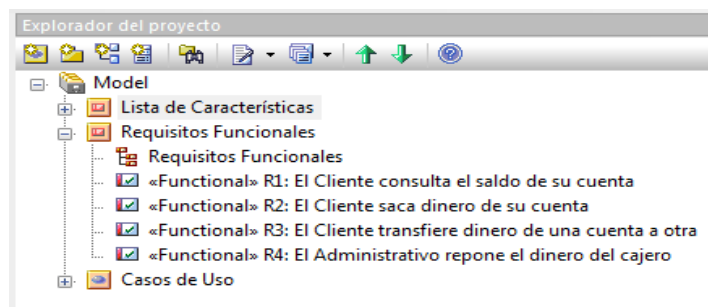 Explorador del proyecto
Model
Lista de Características
Requisitos Funcionales
Requisitos Funcionales
«Functional» R1: El Cliente consulta el saldo de su cuenta
«Functional» R2: El Cliente saca dinero de su cuenta
«Functional» R3: El Cliente transfiere dinero de una cuenta a otra
«Functional» R4: El Administrativo repone el dinero del cajero
Casos de Uso